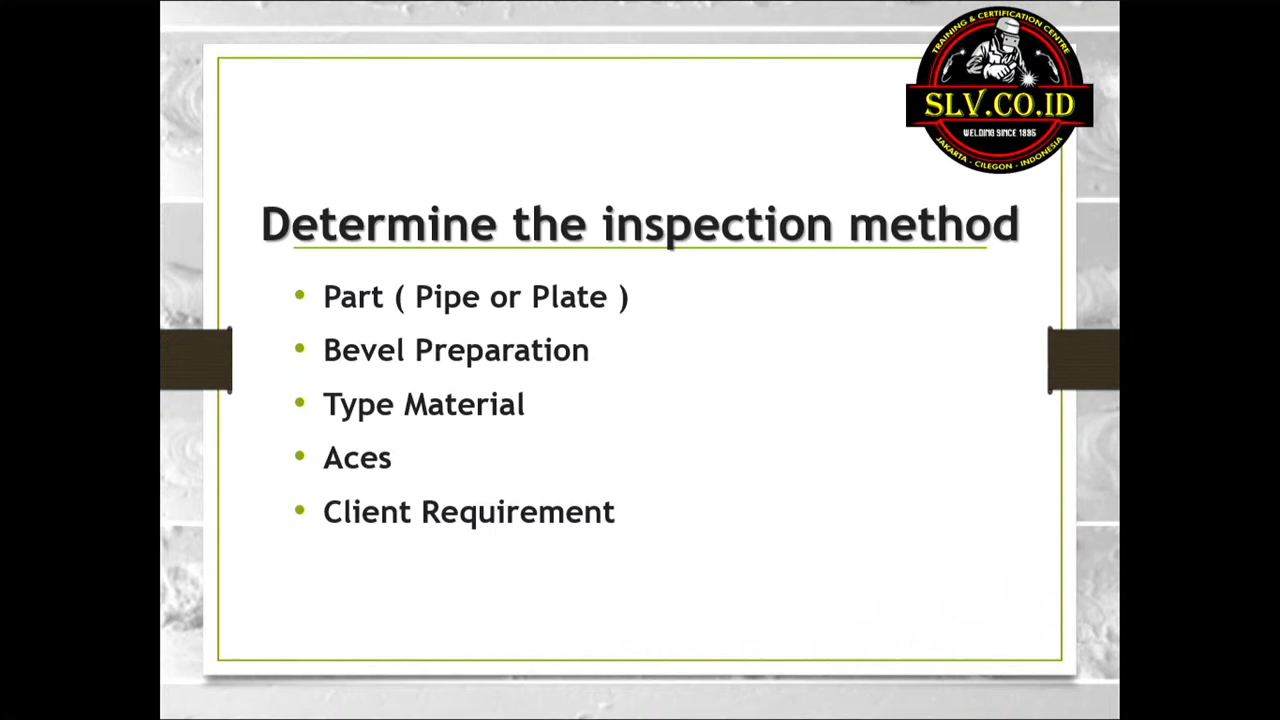 TRAINING & CERTIFICATION CENTRE
SLV.CO.ID
WELDING SINCE 1995
JAKARTA - CILEGON - INDONESIA
Determine the inspection method
• Part ( Pipe or Plate )
• Bevel Preparation
• Type Material
• Aces
• Client Requirement